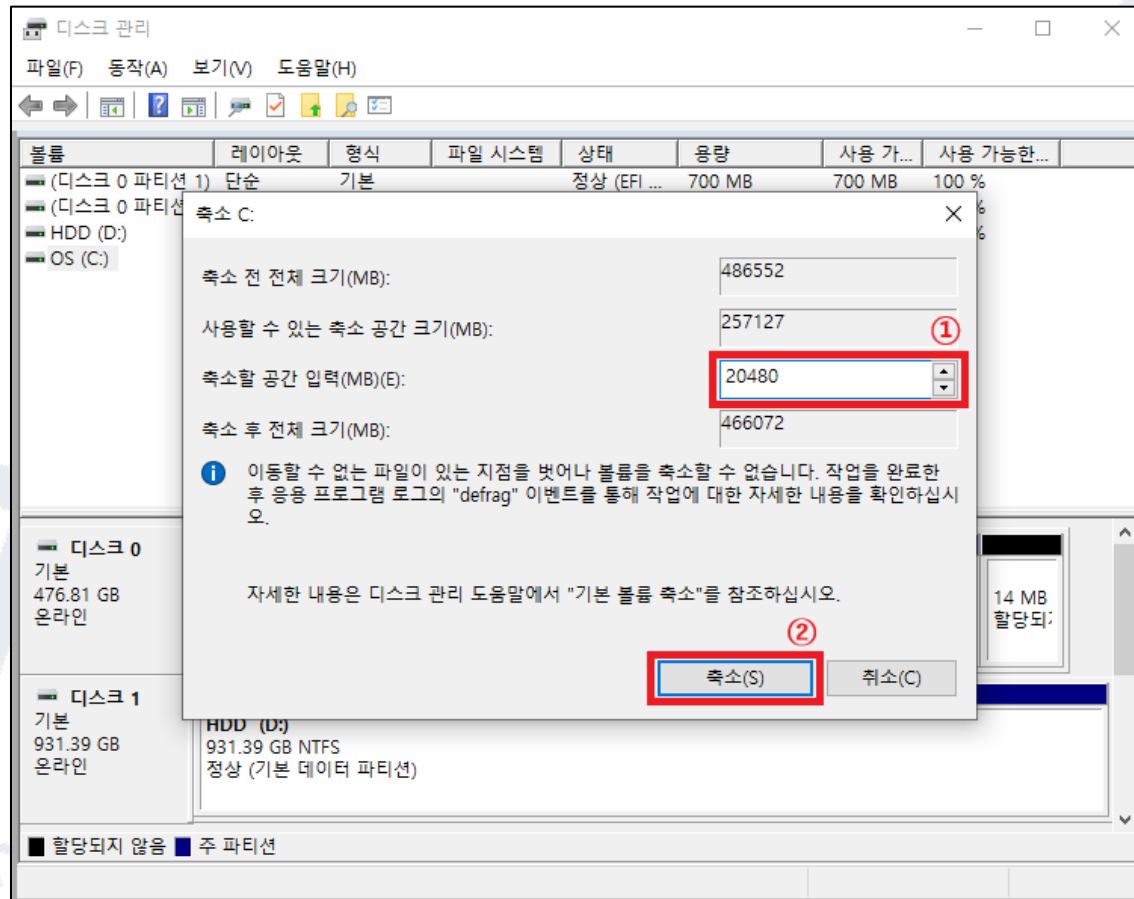 디스크 관리
파일(F) 동작(A) 보기(V) 도움말(H)
볼륨 레이아웃 형식 파일 시스템 상태 용량 사용 가... 사용 가능한...
(디스크 0 파티션 1) 단순 기본 정상 (EFI ... 700 MB 700 MB 100 %
(디스크 0 파티션 %
HDD (D:) %
OS (C:)
축소 C:
축소 전 전체 크기(MB): 486552
사용할 수 있는 축소 공간 크기(MB): 257127
①
축소할 공간 입력(MB)(E): 20480
축소 후 전체 크기(MB): 466072
이동할 수 없는 파일이 있는 지점을 벗어나 볼륨을 축소할 수 없습니다. 작업을 완료한
후 응용 프로그램 로그의 "defrag" 이벤트를 통해 작업에 대한 자세한 내용을 확인하십시
오.
자세한 내용은 디스크 관리 도움말에서 "기본 볼륨 축소"를 참조하십시오.
②
축소(S) 취소(C)
디스크 0
기본
476.81 GB
온라인
14 MB
할당되
디스크 1
기본
931.39 GB
온라인
HDD (D:)
931.39 GB NTFS
정상 (기본 데이터 파티션)
할당되지 않음 주 파티션